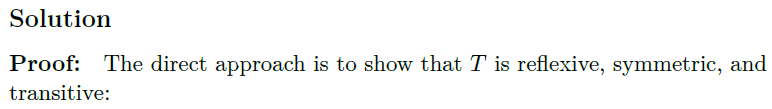 Solution
Proof: The direct approach is to show that T is reflexive, symmetric, and
transitive: